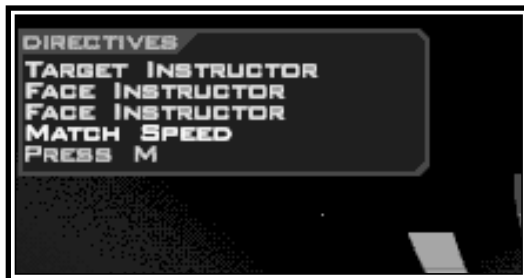 DIRECTIVES
TARGET INSTRUCTOR
FACE INSTRUCTOR
FACE INSTRUCTOR
MATCH SPEED
PRESS M